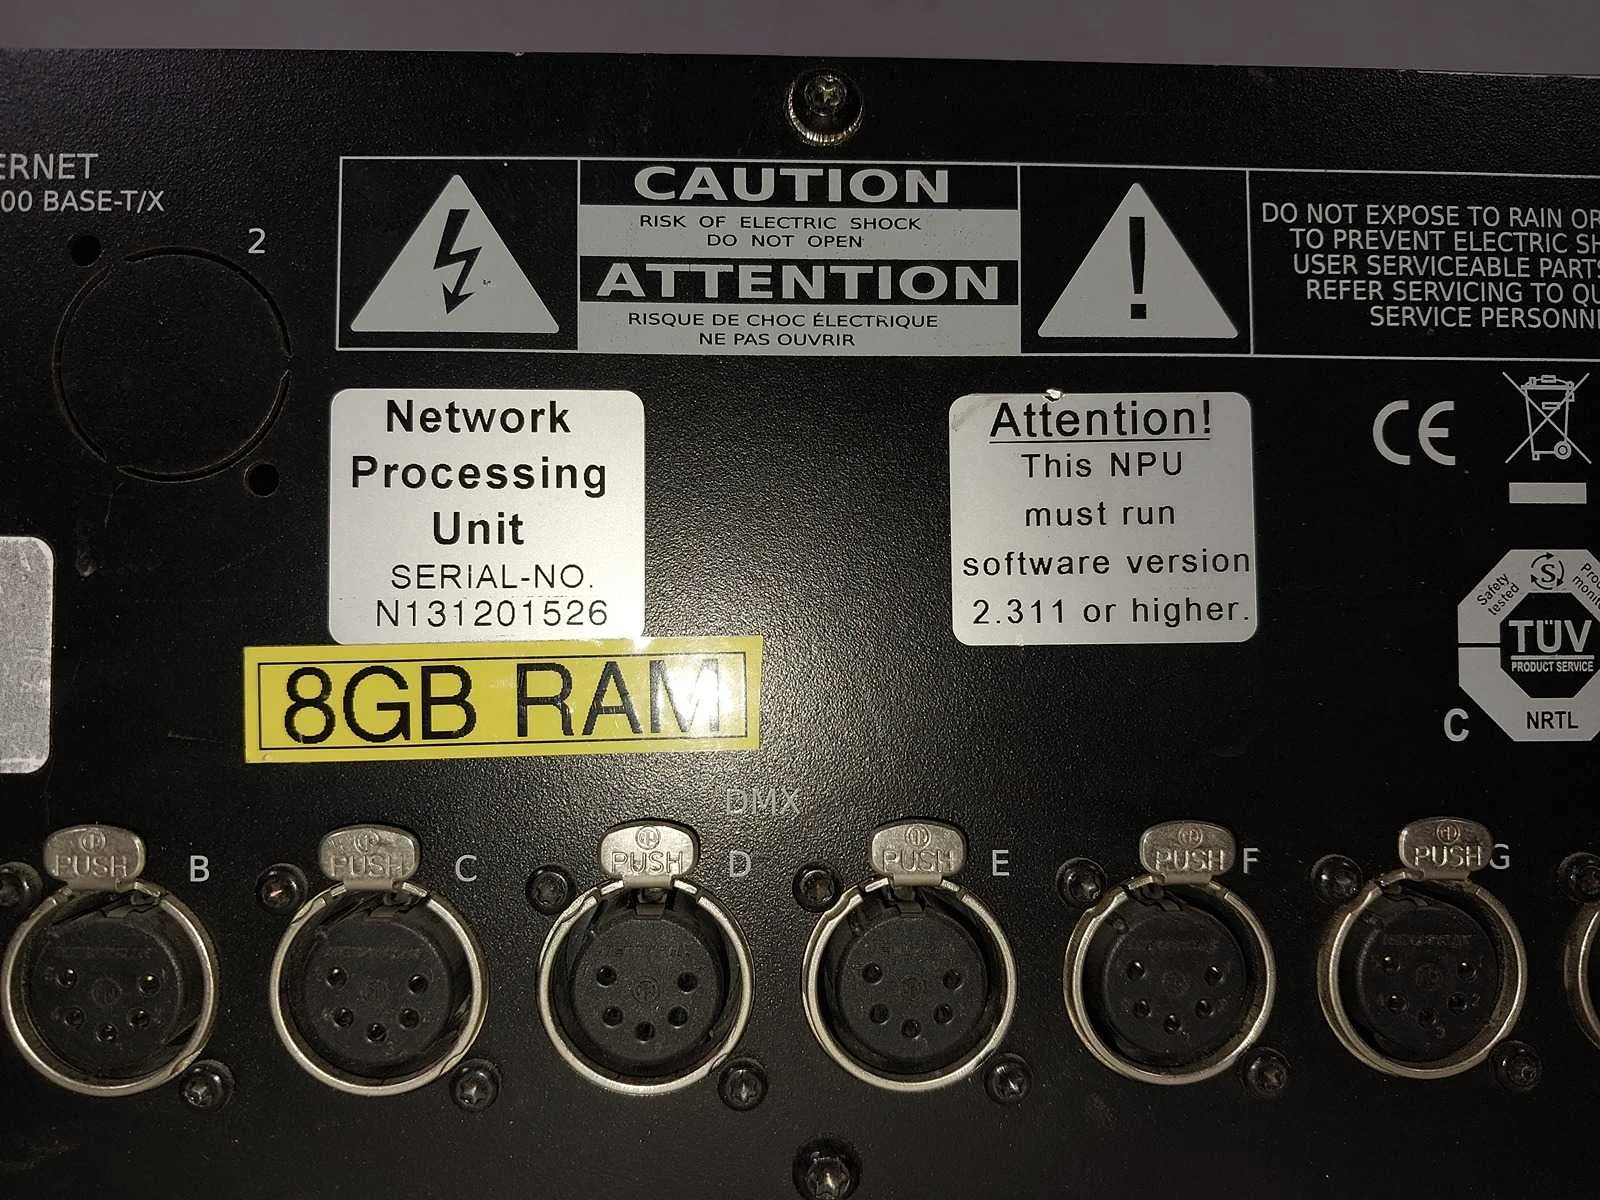 ERNET
00 BASE-T/X
2
CAUTION
RISK OF ELECTRIC SHOCK
DO NOT OPEN
ATTENTION
RISQUE DE CHOC ÉLECTRIQUE
NE PAS OUVRIR
DO NOT EXPOSE TO RAIN OR
TO PREVENT ELECTRIC SH
USER SERVICEABLE PARTS
REFER SERVICING TO QU
SERVICE PERSONN
Network
Processing
Unit
SERIAL-NO.
N131201526
8GB RAM
Attention!
This NPU
must run
software version
2.311 or higher.
CE
Safety
tested
S
TÜV
PRODUCT SERVICE
C
NRTL
DMX
PUSH B
PUSH C
PUSH D
PUSH E
PUSH F
PUSH G